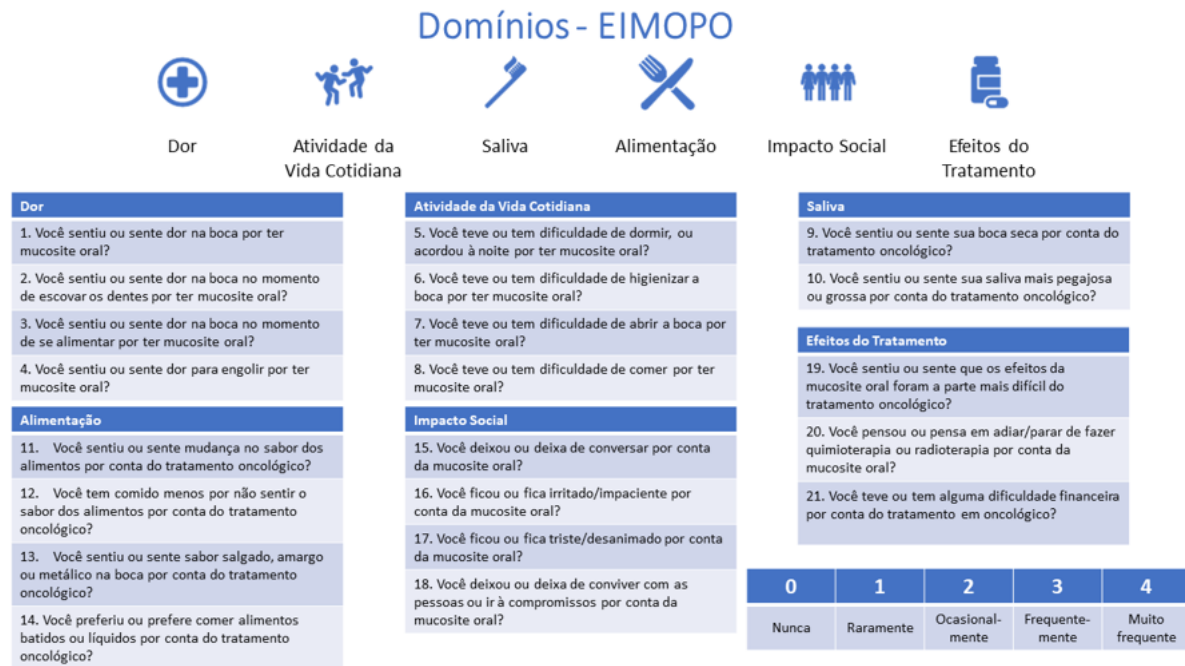 Domínios - EIMOPO
Dor
Atividade da
Vida Cotidiana
Saliva
Alimentação
Impacto Social
Efeitos do
Tratamento
Dor
1. Você sentiu ou sente dor na boca por ter
mucosite oral?
2. Você sentiu ou sente dor na boca no momento
de escovar os dentes por ter mucosite oral?
3. Você sentiu ou sente dor na boca no momento
de se alimentar por ter mucosite oral?
4. Você sentiu ou sente dor para engolir por ter
mucosite oral?
Atividade da Vida Cotidiana
5. Você teve ou tem dificuldade de dormir, ou
acordou à noite por ter mucosite oral?
6. Você teve ou tem dificuldade de higienizar a
boca por ter mucosite oral?
7. Você teve ou tem dificuldade de abrir a boca por
ter mucosite oral?
8. Você teve ou tem dificuldade de comer por ter
mucosite oral?
Saliva
9. Você sentiu ou sente sua boca seca por conta do
tratamento oncológico?
10. Você sentiu ou sente sua saliva mais pegajosa
ou grossa por conta do tratamento oncológico?
Alimentação
11. Você sentiu ou sente mudança no sabor dos
alimentos por conta do tratamento oncológico?
12. Você tem comido menos por não sentir o
sabor dos alimentos por conta do tratamento
oncológico?
13. Você sentiu ou sente sabor salgado, amargo
ou metálico na boca por conta do tratamento
oncológico?
14. Você preferiu ou prefere comer alimentos
batidos ou líquidos por conta do tratamento
oncológico?
Impacto Social
15. Você deixou ou deixa de conversar por conta
da mucosite oral?
16. Você ficou ou fica irritado/impaciente por
conta da mucosite oral?
17. Você ficou ou fica triste/desanimado por conta
da mucosite oral?
18. Você deixou ou deixa de conviver com as
pessoas ou ir à compromissos por conta da
mucosite oral?
Efeitos do Tratamento
19. Você sentiu ou sente que os efeitos da
mucosite oral foram a parte mais difícil do
tratamento oncológico?
20. Você pensou ou pensa em adiar/parar de fazer
quimioterapia ou radioterapia por conta da
mucosite oral?
21. Você teve ou tem alguma dificuldade financeira
por conta do tratamento em oncológico?
0 1 2 3 4
Nunca
Raramente
Ocasional-
mente
Frequente-
mente
Muito
frequente